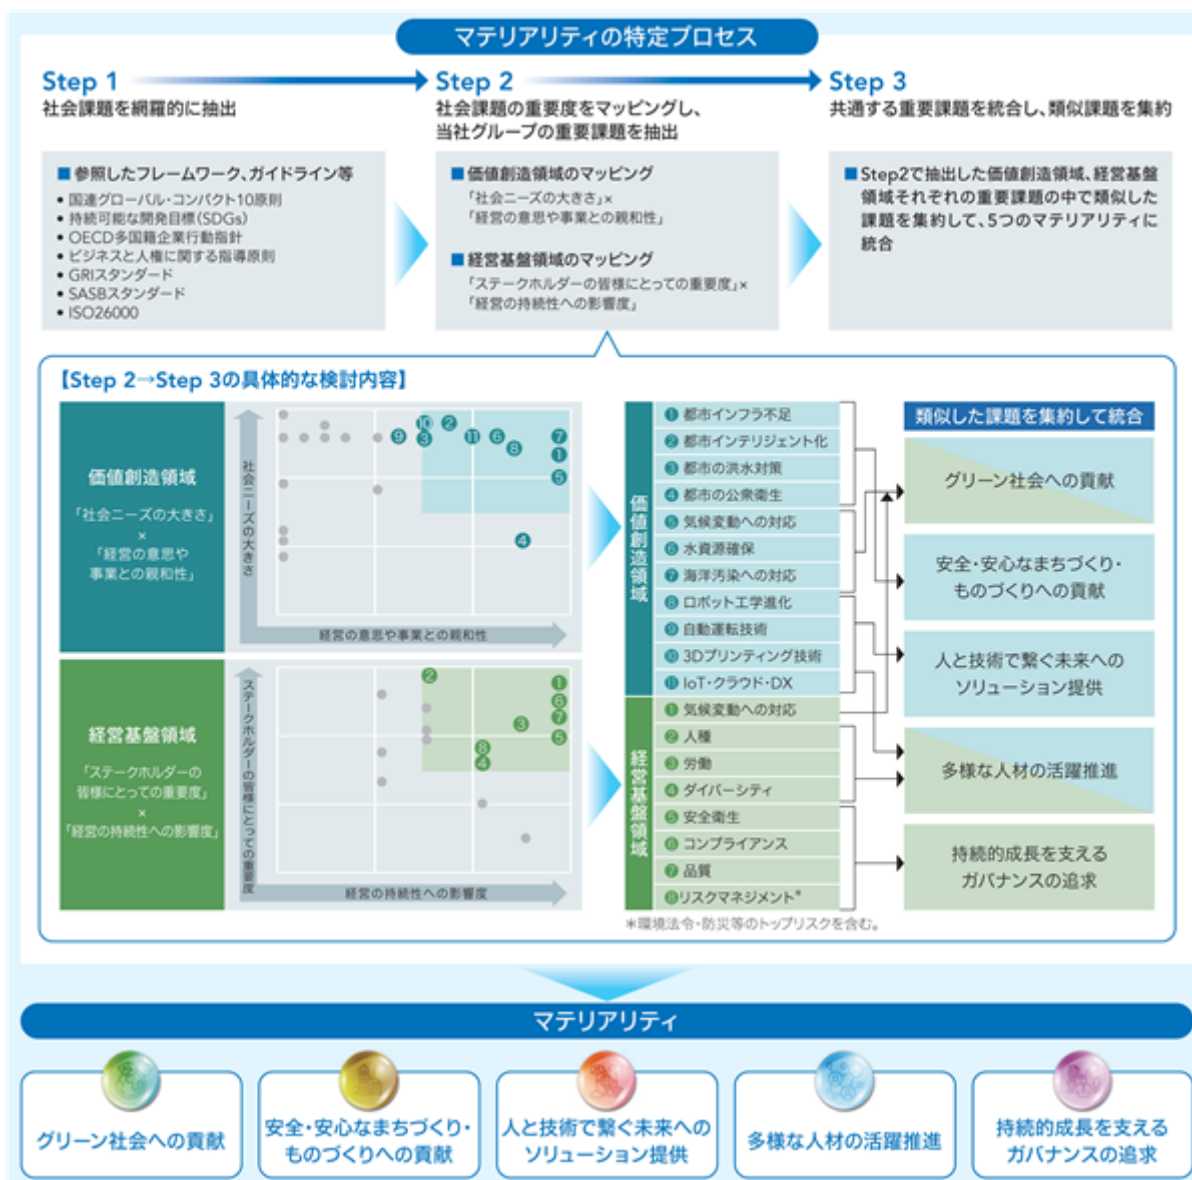 マテリアリティの特定プロセス
Step 1
社会課題を網羅的に抽出
■参照したフレームワーク、ガイドライン等
• 国連グローバル・コンパクト10原則
• 持続可能な開発目標(SDGs)
• OECD多国籍企業行動指針
• ビジネスと人権に関する指導原則
• GRIスタンダード
• SASBスタンダード
• ISO26000
Step 2
社会課題の重要度をマッピングし、
当社グループの重要課題を抽出
■価値創造領域のマッピング
「社会ニーズの大きさ」×
「経営の意思や事業との親和性」
■経営基盤領域のマッピング
「ステークホルダーの皆様にとっての重要度」×
「経営の持続性への影響度」
Step 3
共通する重要課題を統合し、類似課題を集約
■Step2で抽出した価値創造領域、経営基盤
領域それぞれの重要課題の中で類似した
課題を集約して、5つのマテリアリティに
統合
【Step 2→Step 3の具体的な検討内容】
価値創造領域
「社会ニーズの大きさ」
×
「経営の意思や
事業との親和性」
社会ニーズの大きさ
⑩ ②
⑨ ③ ⑪ ⑥ ⑦
⑧ ①
⑤
④
経営の意思や事業との親和性
経営基盤領域
「ステークホルダーの
皆様にとっての重要度」
×
「経営の持続性への影響度」
ステークホルダーの皆様にとっての重要度
② ①
⑥
③ ⑦
⑧ ⑤
④
経営の持続性への影響度
価値創造領域
❶ 都市インフラ不足
❷ 都市インテリジェント化
❸ 都市の洪水対策
❹ 都市の公衆衛生
❺ 気候変動への対応
❻ 水資源確保
❼ 海洋汚染への対応
❽ ロボット工学進化
❾ 自動運転技術
❿ 3Dプリンティング技術
⓫ IoT・クラウド・DX
経営基盤領域
❶ 気候変動への対応
❷ 人種
❸ 労働
❹ ダイバーシティ
❺ 安全衛生
❻ コンプライアンス
❼ 品質
❽リスクマネジメント*
*環境法令・防災等のトップリスクを含む。
類似した課題を集約して統合
グリーン社会への貢献
安全・安心なまちづくり・
ものづくりへの貢献
人と技術で繋ぐ未来への
ソリューション提供
多様な人材の活躍推進
持続的成長を支える
ガバナンスの追求
マテリアリティ
グリーン社会への貢献
安全・安心なまちづくり・
ものづくりへの貢献
人と技術で繋ぐ未来への
ソリューション提供
多様な人材の活躍推進
持続的成長を支える
ガバナンスの追求